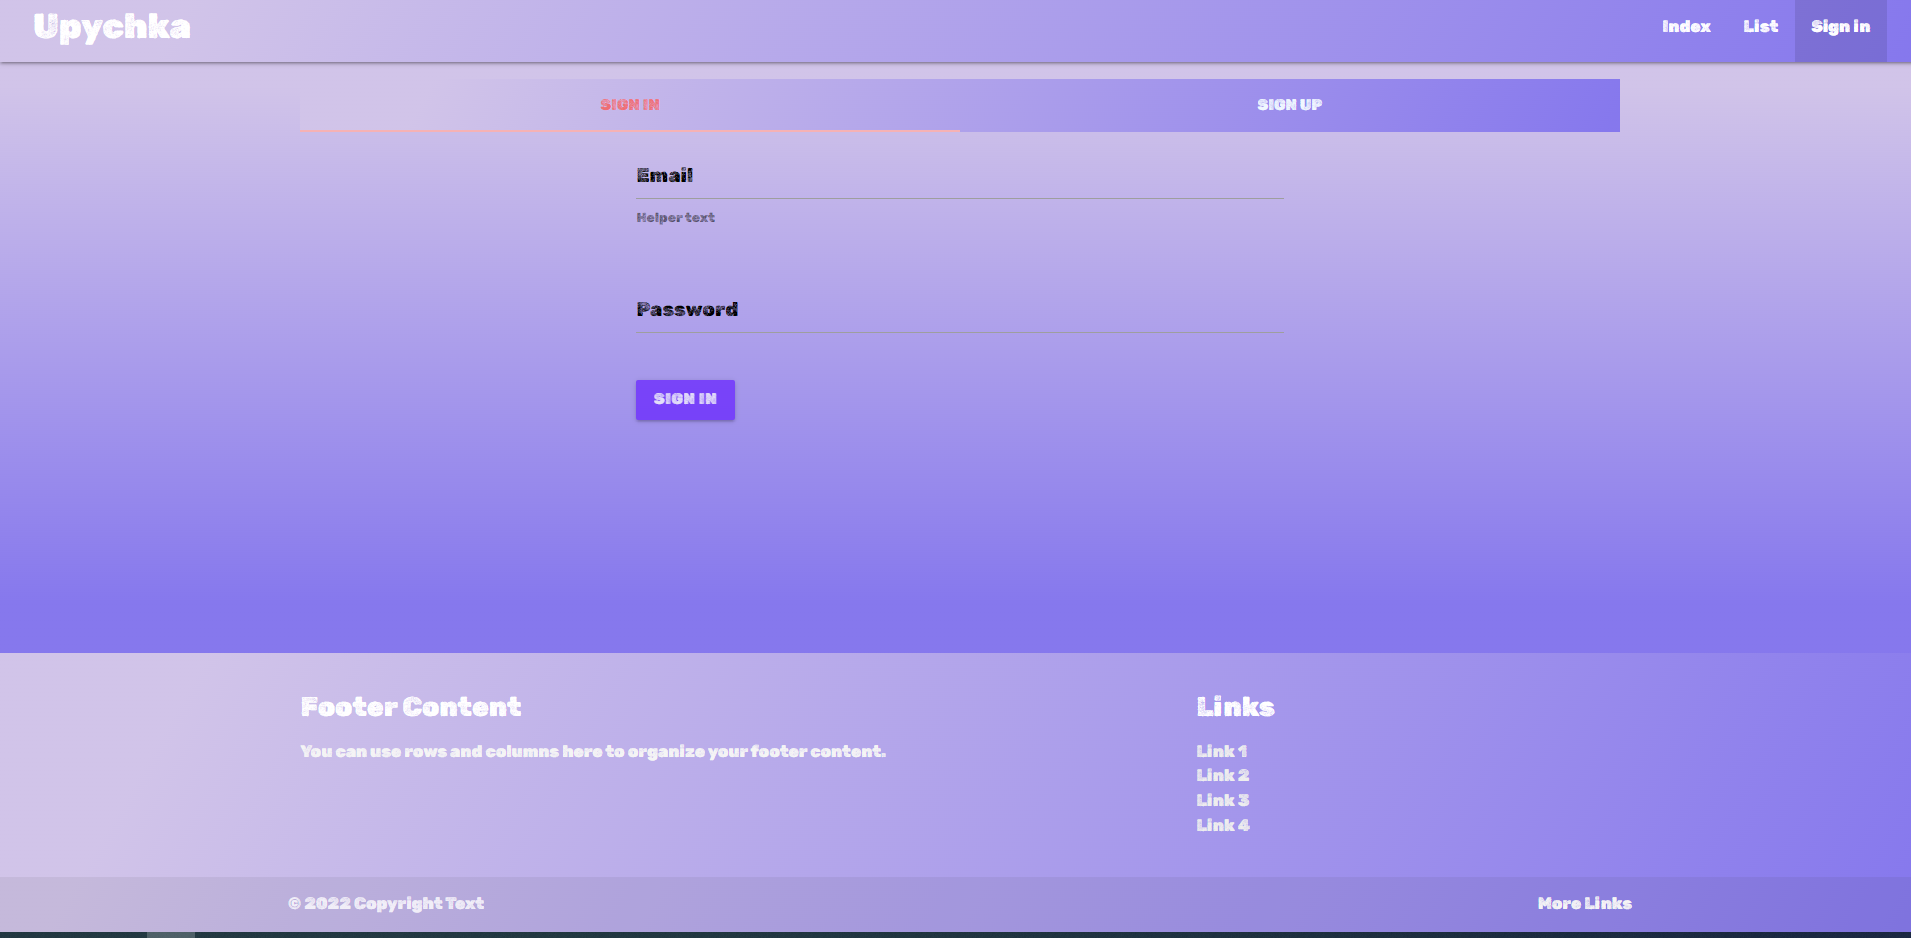 Upychka
Index List Sign in
SIGN IN SIGN UP
Email
Helper text
Password
SIGN IN
Footer Content
You can use rows and columns here to organize your footer content.
Links
Link 1
Link 2
Link 3
Link 4
© 2022 Copyright Text
More Links